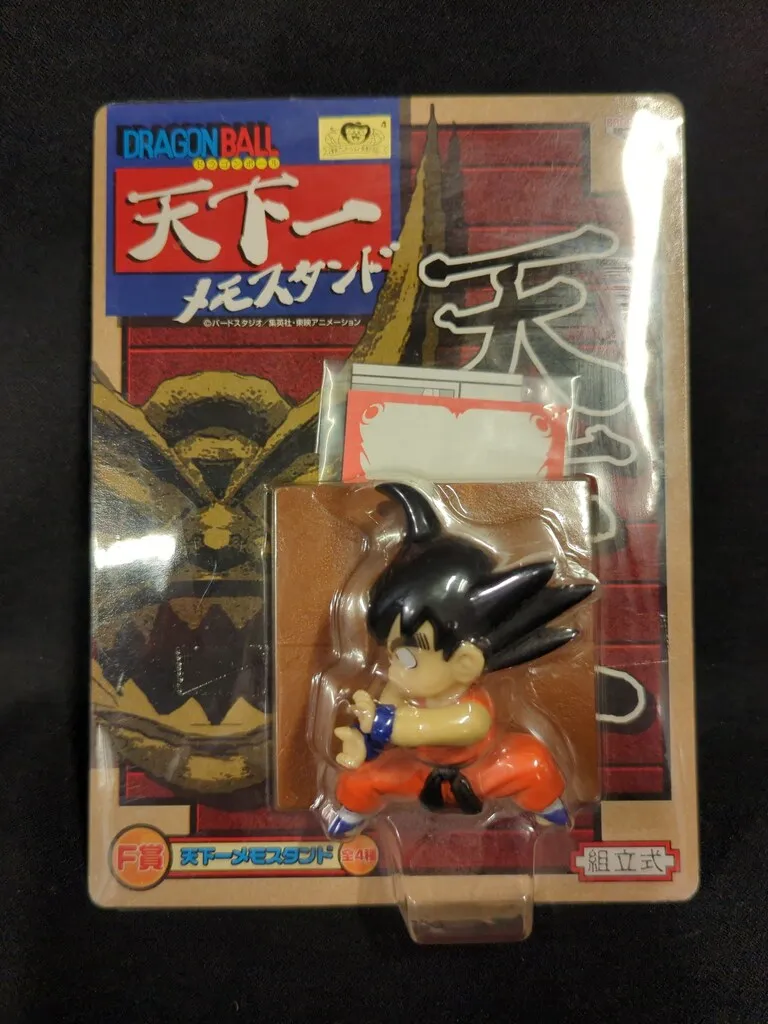 DRAGON BALL
ドラゴンボール
天下一
メモスタンド
©バードスタジオ/集英社・東映アニメーション
天
F賞
天下一メモスタンド
全4種
組立式